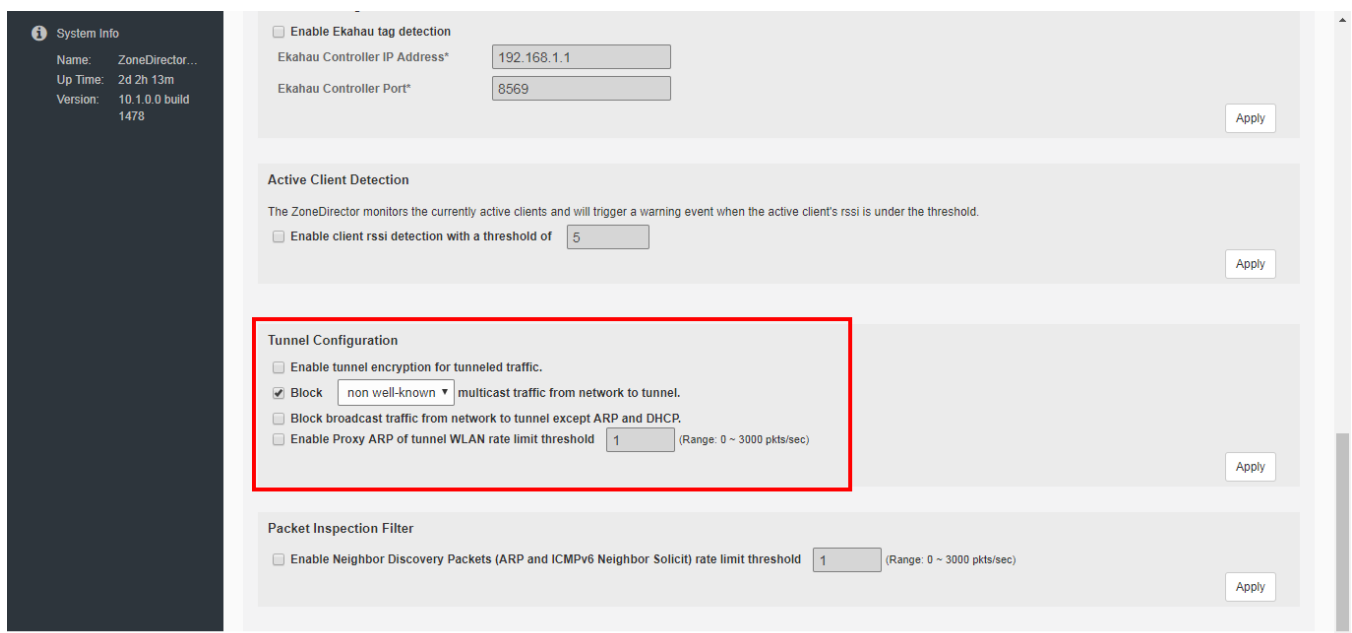 System Info
Name: ZoneDirector...
Up Time: 2d 2h 13m
Version: 10.1.0.0 build
1478
Enable Ekahau tag detection
Ekahau Controller IP Address* 192.168.1.1
Ekahau Controller Port* 8569
Apply
Active Client Detection
The ZoneDirector monitors the currently active clients and will trigger a warning event when the active client's rssi is under the threshold.
Enable client rssi detection with a threshold of 5
Apply
Tunnel Configuration
Enable tunnel encryption for tunneled traffic.
Block non well-known multicast traffic from network to tunnel.
Block broadcast traffic from network to tunnel except ARP and DHCP.
Enable Proxy ARP of tunnel WLAN rate limit threshold 1 (Range: 0 ~ 3000 pkts/sec)
Apply
Packet Inspection Filter
Enable Neighbor Discovery Packets (ARP and ICMPv6 Neighbor Solicit) rate limit threshold 1 (Range: 0 ~ 3000 pkts/sec)
Apply